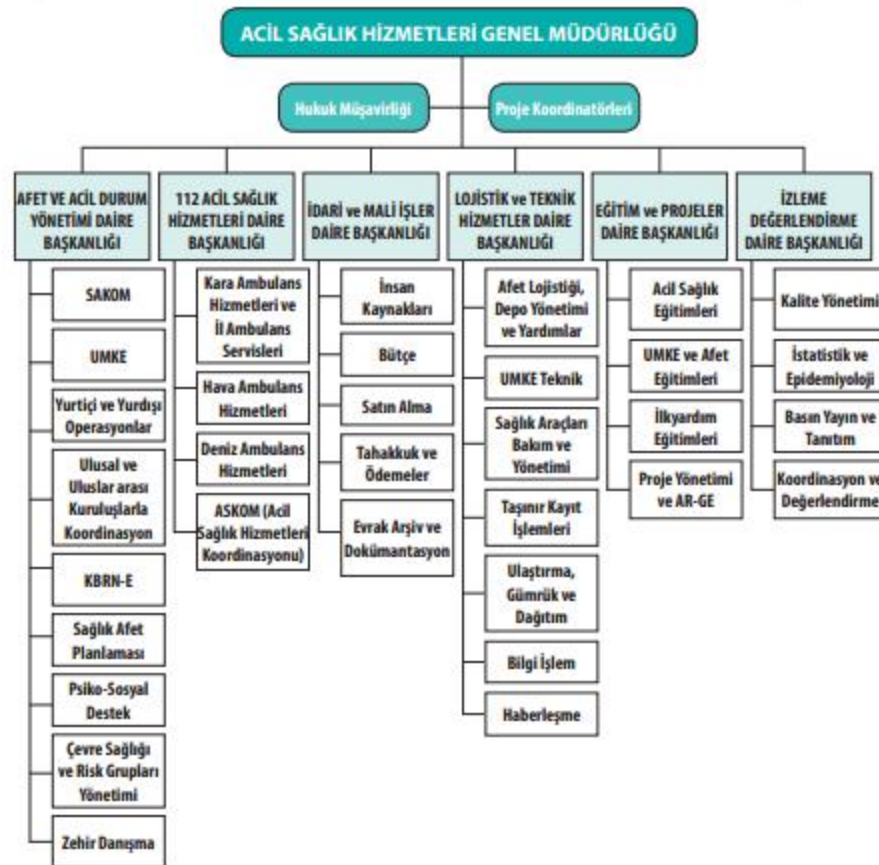 ACİL SAĞLIK HİZMETLERİ GENEL MÜDÜRLÜĞÜ
Hukuk Müşavirliği
Proje Koordinatörleri
AFET VE ACİL DURUM
YÖNETİMİ DAİRE
BAŞKANLIĞI
SAKOM
UMKE
Yurtiçi ve Yurdışı
Operasyonlar
Ulusal ve
Uluslar arası
Kuruluşlarla
Koordinasyon
KBRN-E
Sağlık Afet
Planlaması
Psiko-Sosyal
Destek
Çevre Sağlığı
ve Risk Grupları
Yönetimi
Zehir Danışma
112 ACİL SAĞLIK
HİZMETLERİ DAİRE
BAŞKANLIĞI
Kara Ambulans
Hizmetleri ve
İl Ambulans
Servisleri
Hava Ambulans
Hizmetleri
Deniz Ambulans
Hizmetleri
ASKOM (Acil
Sağlık Hizmetleri
Koordinasyonu)
İDARİ ve MALİ İŞLER
DAİRE BAŞKANLIĞI
İnsan
Kaynakları
Bütçe
Satın Alma
Tahakkuk ve
Ödemeler
Evrak Arşiv ve
Dokümantasyon
LOJİSTİK ve TEKNİK
HİZMETLER DAİRE
BAŞKANLIĞI
Afet Lojistiği,
Depo Yönetimi
ve Yardımlar
UMKE Teknik
Sağlık Araçları
Bakım ve
Yönetimi
Taşınır Kayıt
İşlemleri
Ulaştırma,
Gümrük ve
Dağıtım
Bilgi İşlem
Haberleşme
EĞİTİM ve PROJELER
DAİRE BAŞKANLIĞI
Acil Sağlık
Eğitimleri
UMKE ve Afet
Eğitimleri
İlkyardım
Eğitimleri
Proje Yönetimi
ve AR-GE
İZLEME
DEĞERLENDİRME
DAİRE BAŞKANLIĞI
Kalite Yönetimi
İstatistik ve
Epidemiyoloji
Basın Yayın ve
Tanıtım
Koordinasyon ve
Değerlendirme